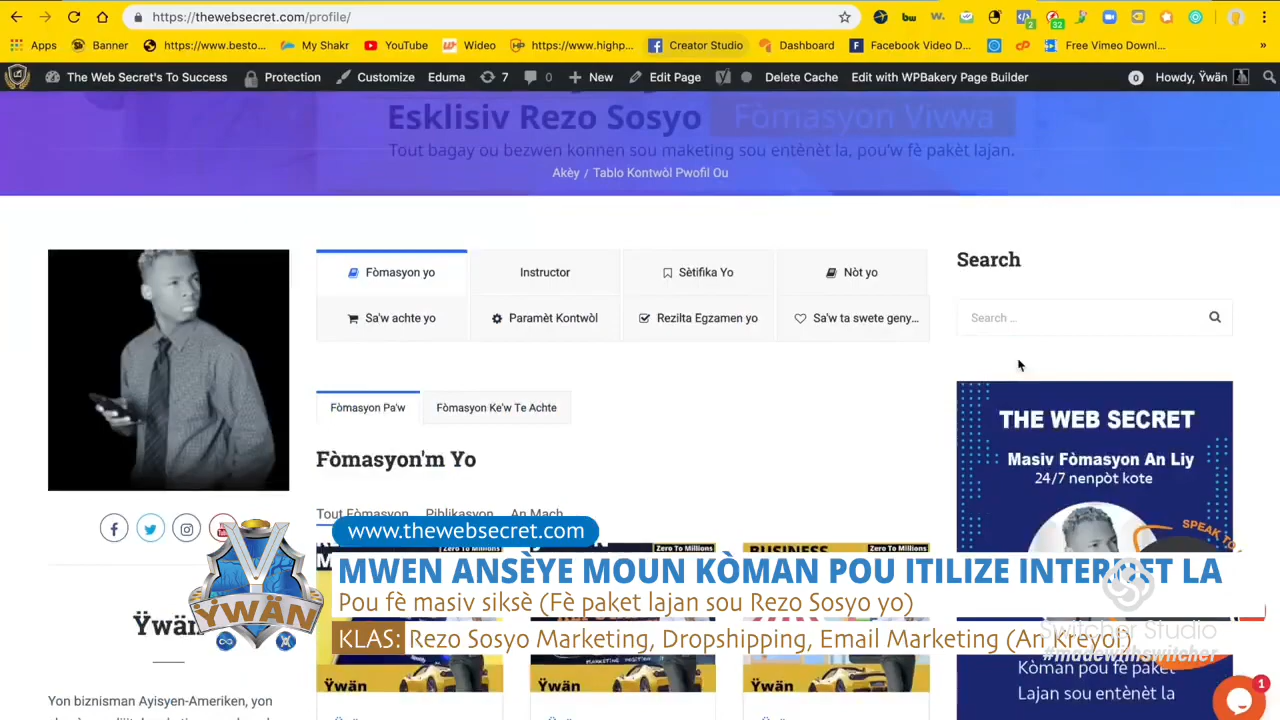 https://thewebsecret.com/profile/
Apps Banner https://www.besto... My Shakr YouTube Wideo https://www.highp... Creator Studio Dashboard Facebook Video D... Free Vimeo Downl... »
The Web Secret's To Success Protection Customize Eduma 7 0 New Edit Page Delete Cache Edit with WPBakery Page Builder 0 Howdy, Ÿwän
Esklisiv Rezo Sosyo Fòmasyon Vivwa
Tout bagay ou bezwen konnen sou maketing sou entènèt la, pou'w fè pakèt lajan.
Akèy / Tablo Kontwòl Pwofil Ou
Fòmasyon yo Instructor Sètifika Yo Nòt yo
Sa'w achte yo Paramèt Kontwòl Rezilta Egzamen yo Sa'w ta swete geny...
Search
Search ...
Fòmasyon Pa'w Fòmasyon Ke'w Te Achte
Fòmasyon'm Yo
Tout Fòmasyon Piblikasyon An Mach
THE WEB SECRET
Masiv Fòmasyon An Liy
24/7 nenpòt kote
SPEAK TO
www.thewebsecret.com
Zero To Millions Zero To Millions
BUSINESS
MWEN ANSÈYE MOUN KÒMAN POU ITILIZE INTERNET LA
Pou fè masiv siksè (Fè paket lajan sou Rezo Sosyo yo)
KLAS: Rezo Sosyo Marketing, Dropshipping, Email Marketing (An Kreyòl)
ŸWÄN
Switcher Studio
#madewithswitcher
Ÿwän
Ÿwän Ÿwän Ÿwän
Kòman pou fè paket
Lajan sou entènèt la
Yon biznisman Ayisyen-Ameriken, yon
1